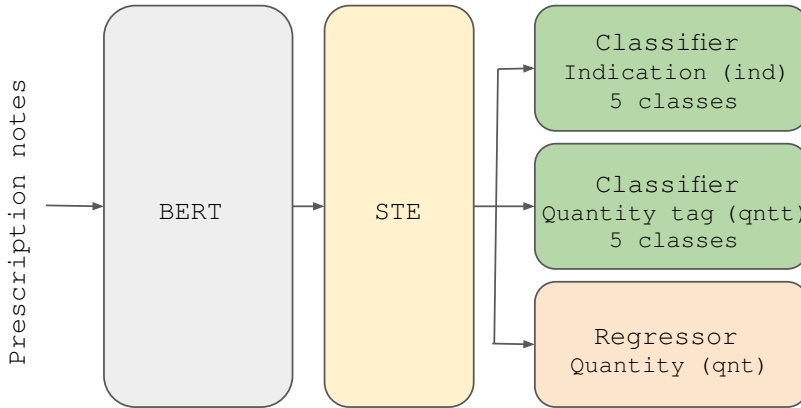 Prescription notes
BERT
STE
Classifier
Indication (ind)
5 classes
Classifier
Quantity tag (qntt)
5 classes
Regressor
Quantity (qnt)